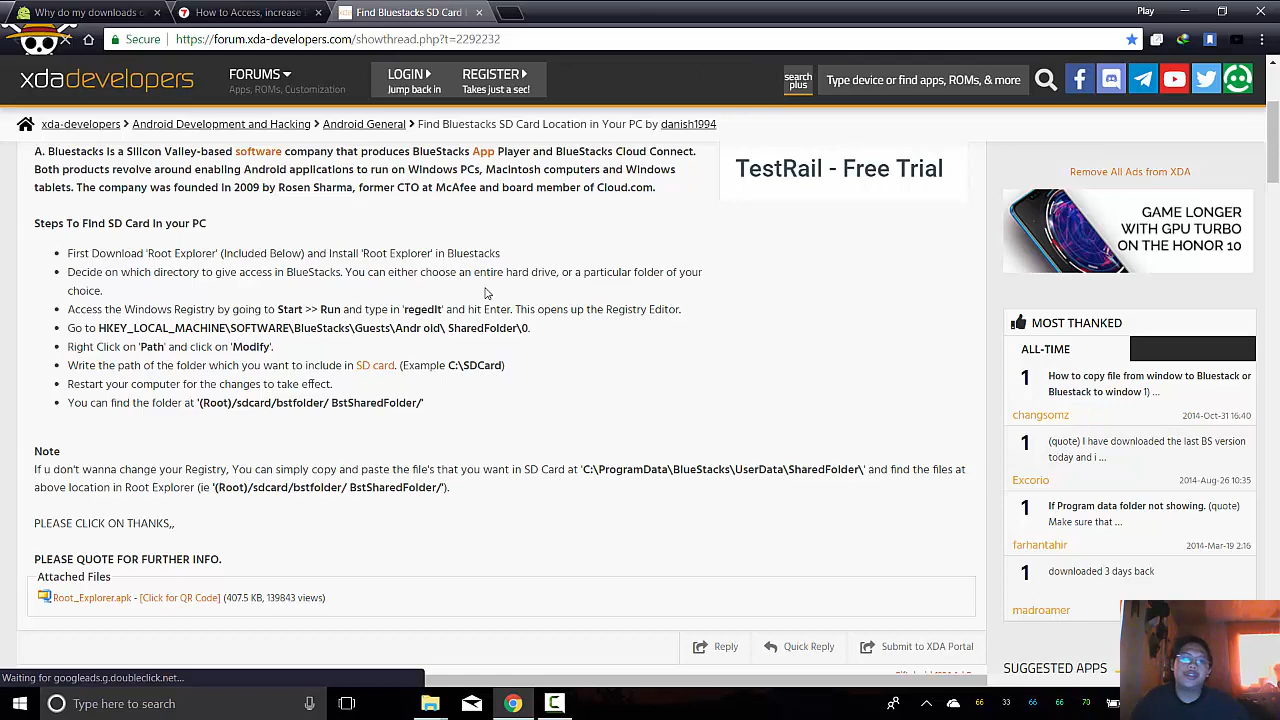 Why do my downloads d
How to Access, increase
Find Bluestacks SD Card
Play
Secure
https://forum.xda-developers.com/showthread.php?t=2292232
xdadevelopers
FORUMS
Apps, ROMs, Customization
LOGIN
Jump back in
REGISTER
Takes just a sec!
search plus
Type device or find apps, ROMs, & more
xda-developers
Android Development and Hacking
Android General
Find Bluestacks SD Card Location in Your PC by danish1994
A. Bluestacks is a Silicon Valley-based software company that produces BlueStacks App Player and BlueStacks Cloud Connect.
Both products revolve around enabling Android applications to run on Windows PCs, Macintosh computers and Windows
tablets. The company was founded in 2009 by Rosen Sharma, former CTO at McAfee and board member of Cloud.com.
TestRail - Free Trial
Steps To Find SD Card In your PC
First Download 'Root Explorer' (Included Below) and Install 'Root Explorer' in Bluestacks
Decide on which directory to give access in BlueStacks. You can either choose an entire hard drive, or a particular folder of your
choice.
Access the Windows Registry by going to Start >> Run and type in 'regedit' and hit Enter. This opens up the Registry Editor.
Go to HKEY_LOCAL_MACHINE\SOFTWARE\BlueStacks\Guests\Andr oid\ SharedFolder\0.
Right Click on 'Path' and click on 'Modify'.
Write the path of the folder which you want to include in SD card. (Example C:\SDCard)
Restart your computer for the changes to take effect.
You can find the folder at '(Root)/sdcard/bstfolder/ BstSharedFolder/'
Note
If u don't wanna change your Registry, You can simply copy and paste the file's that you want in SD Card at 'C:\ProgramData\BlueStacks\UserData\SharedFolder\' and find the files at
above location in Root Explorer (ie '(Root)/sdcard/bstfolder/ BstSharedFolder/').
PLEASE CLICK ON THANKS,,
PLEASE QUOTE FOR FURTHER INFO.
Attached Files
Root_Explorer.apk - [Click for QR Code] (407.5 KB, 139843 views)
Reply
Quick Reply
Submit to XDA Portal
Remove All Ads from XDA
GAME LONGER
WITH GPU TURBO
ON THE HONOR 10
MOST THANKED
ALL-TIME
1
How to copy file from window to Bluestack or
Bluestack to window 1) ...
changsomz
2014-Oct-31 16:40
1
(quote) I have downloaded the last BS version
today and i ...
Excorio
2014-Aug-26 10:35
1
If Program data folder not showing. (quote)
Make sure that ...
farhantahir
2014-Mar-19 2:16
1
downloaded 3 days back
madroamer
SUGGESTED APPS
Waiting for googleads.g.doubleclick.net...
Type here to search
66
33
66
66
70